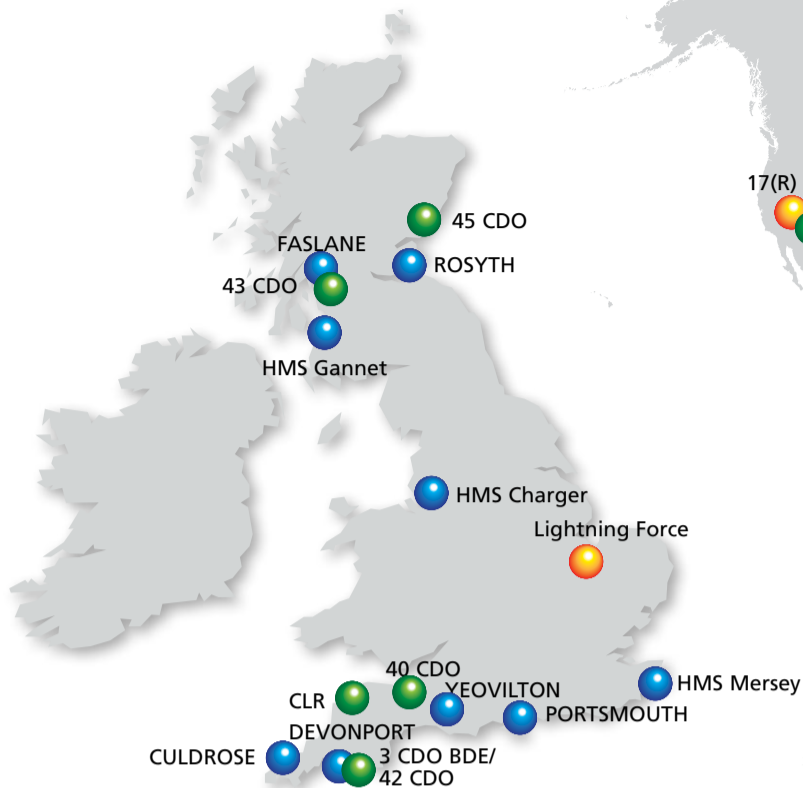 17(R)
45 CDO
FASLANE
ROSYTH
43 CDO
HMS Gannet
HMS Charger
Lightning Force
40 CDO
HMS Mersey
YEOVILTON
CLR
PORTSMOUTH
DEVONPORT
CULDROSE
3 CDO BDE/
42 CDO